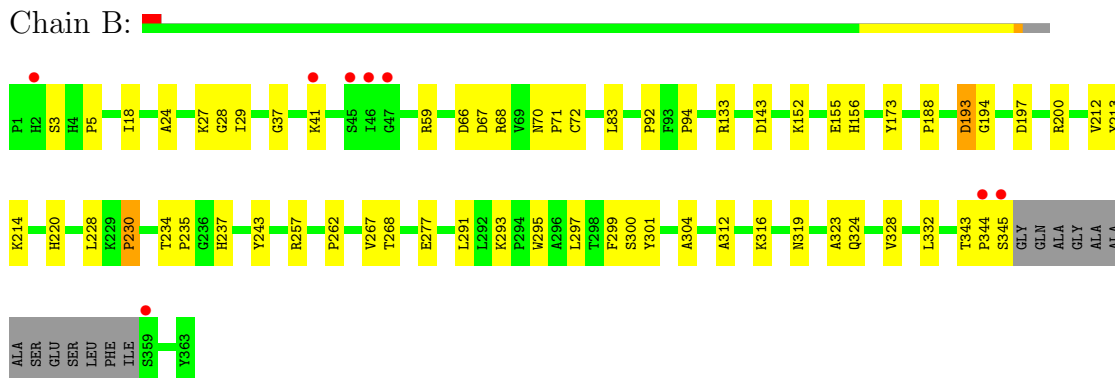 Chain B:
P1 H2 S3 H4 P5 I18 A24 K27 G28 I29 G37 K41 S45 I46 G47 R59 D66 D67 R68 V69 N70 P71 C72 L83 P92 F93 P94 R133 D143 K152 E155 H156 Y173 P188 D193 G194 D197 R200 V212 Y213
K214 H220 L228 K229 P230 T234 P235 G236 H237 Y243 R257 P262 V267 T268 E277 L291 L292 K293 P294 W295 A296 L297 T298 F299 S300 Y301 A304 A312 K316 N319 A323 Q324 V328 L332 T343 P344 S345 GLY GLN ALA GLY ALA ALA
ALA SER GLU SER LEU PHE ILE S359 Y363